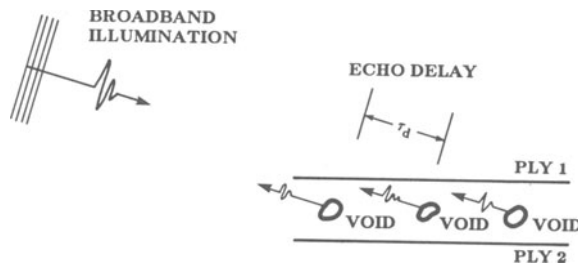 BROADBAND
ILLUMINATION
ECHO DELAY
τd
PLY 1
VOID
VOID
VOID
PLY 2